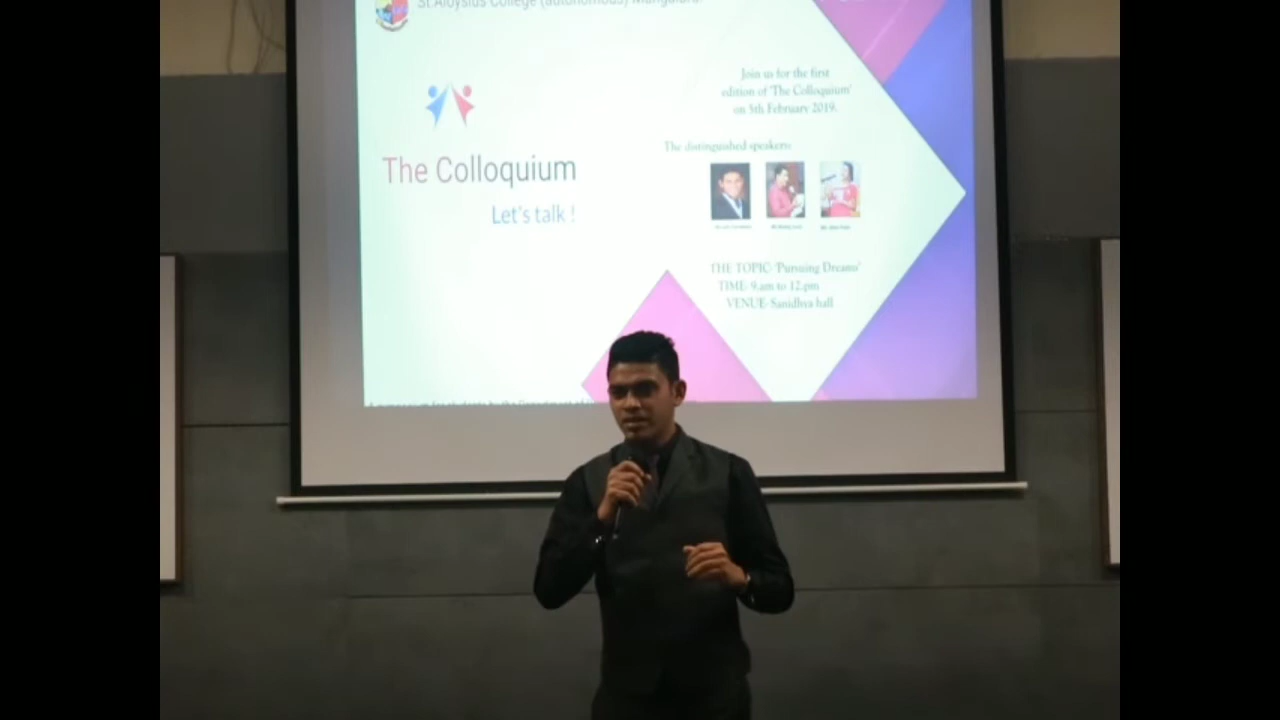 St.Aloysius College (autonomous) Mangaluru.
Join us for the first
edition of 'The Colloquium'
on 5th February 2019.
The distinguished speakers:
The Colloquium
Let's talk !
THE TOPIC- 'Pursuing Dreams'
TIME- 9.am to 12.pm
VENUE- Sanidhya hall